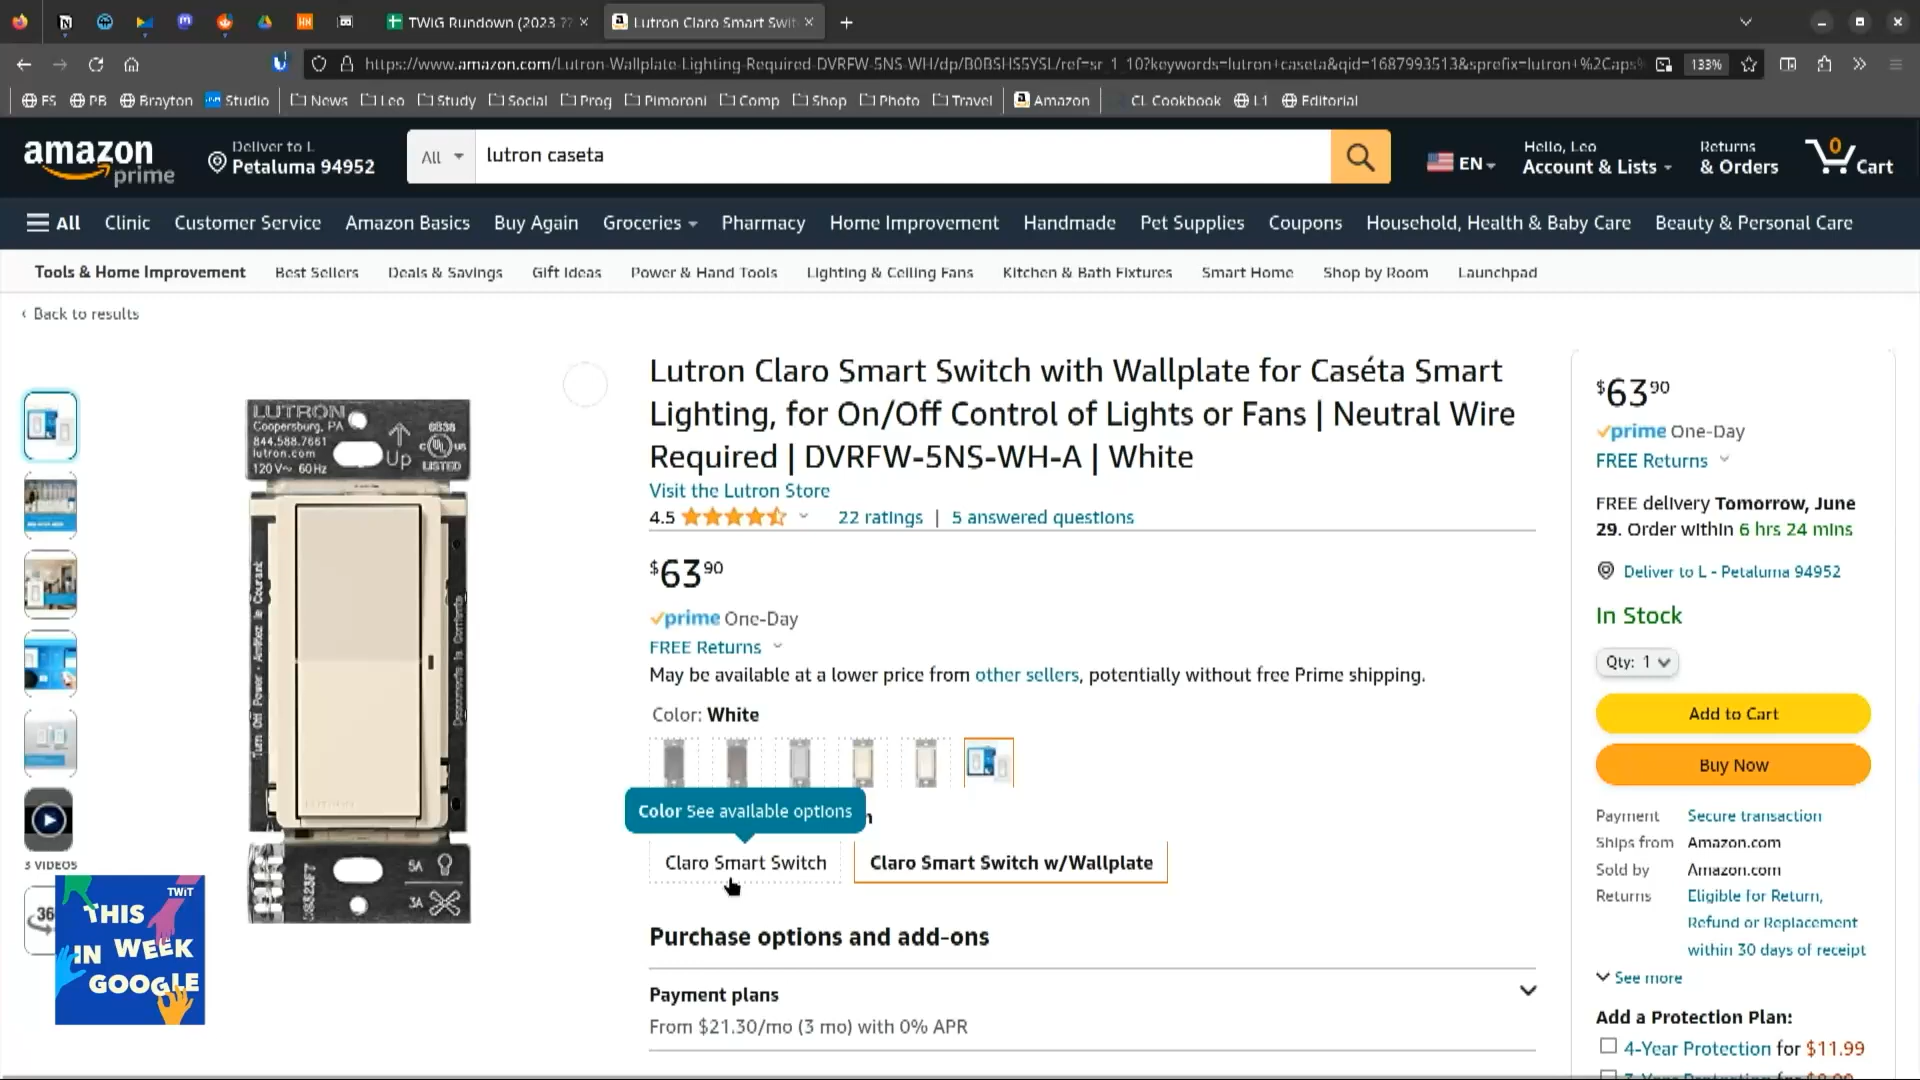 TWiG Rundown (2023 ??
Lutron Claro Smart Swit
https://www.amazon.com/Lutron-Wallplate-Lighting-Required-DVRFW-5NS-WH/dp/B0BSHS5YSL/ref=sr_1_10?keywords=lutron+caseta&qid=1687993513&sprefix=lutron+%2Caps%
133%
FS PB Brayton Studio News Leo Study Social Prog Pimoroni Comp Shop Photo Travel Amazon CL Cookbook L1 Editorial
amazon prime
Deliver to L
Petaluma 94952
All
lutron caseta
EN
Hello, Leo
Account & Lists
Returns
& Orders
0
Cart
All Clinic Customer Service Amazon Basics Buy Again Groceries Pharmacy Home Improvement Handmade Pet Supplies Coupons Household, Health & Baby Care Beauty & Personal Care
Tools & Home Improvement Best Sellers Deals & Savings Gift Ideas Power & Hand Tools Lighting & Ceiling Fans Kitchen & Bath Fixtures Smart Home Shop by Room Launchpad
‹ Back to results
LUTRON
Coopersburg, PA
844.588.7661
lutron.com
120V~ 60Hz
Up
6838
c UL us
LISTED
Turn Off Power
5A
3A
3 VIDEOS
36
TWiT
THIS
IN WEEK
GOOGLE
Lutron Claro Smart Switch with Wallplate for Caséta Smart
Lighting, for On/Off Control of Lights or Fans | Neutral Wire
Required | DVRFW-5NS-WH-A | White
Visit the Lutron Store
4.5 22 ratings | 5 answered questions
$63.90
prime One-Day
FREE Returns
May be available at a lower price from other sellers, potentially without free Prime shipping.
Color: White
Color See available options
Claro Smart Switch
Claro Smart Switch w/Wallplate
Purchase options and add-ons
Payment plans
From $21.30/mo (3 mo) with 0% APR
$63.90
prime One-Day
FREE Returns
FREE delivery Tomorrow, June
29. Order within 6 hrs 24 mins
Deliver to L - Petaluma 94952
In Stock
Qty: 1
Add to Cart
Buy Now
Payment Secure transaction
Ships from Amazon.com
Sold by Amazon.com
Returns Eligible for Return,
Refund or Replacement
within 30 days of receipt
See more
Add a Protection Plan:
4-Year Protection for $11.99